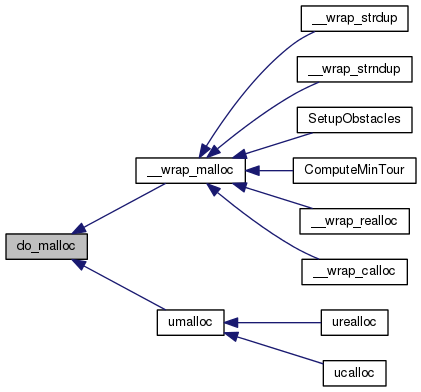 __wrap_strdup
__wrap_strndup
SetupObstacles
__wrap_malloc
ComputeMinTour
__wrap_realloc
do_malloc
__wrap_calloc
umalloc
urealloc
ucalloc